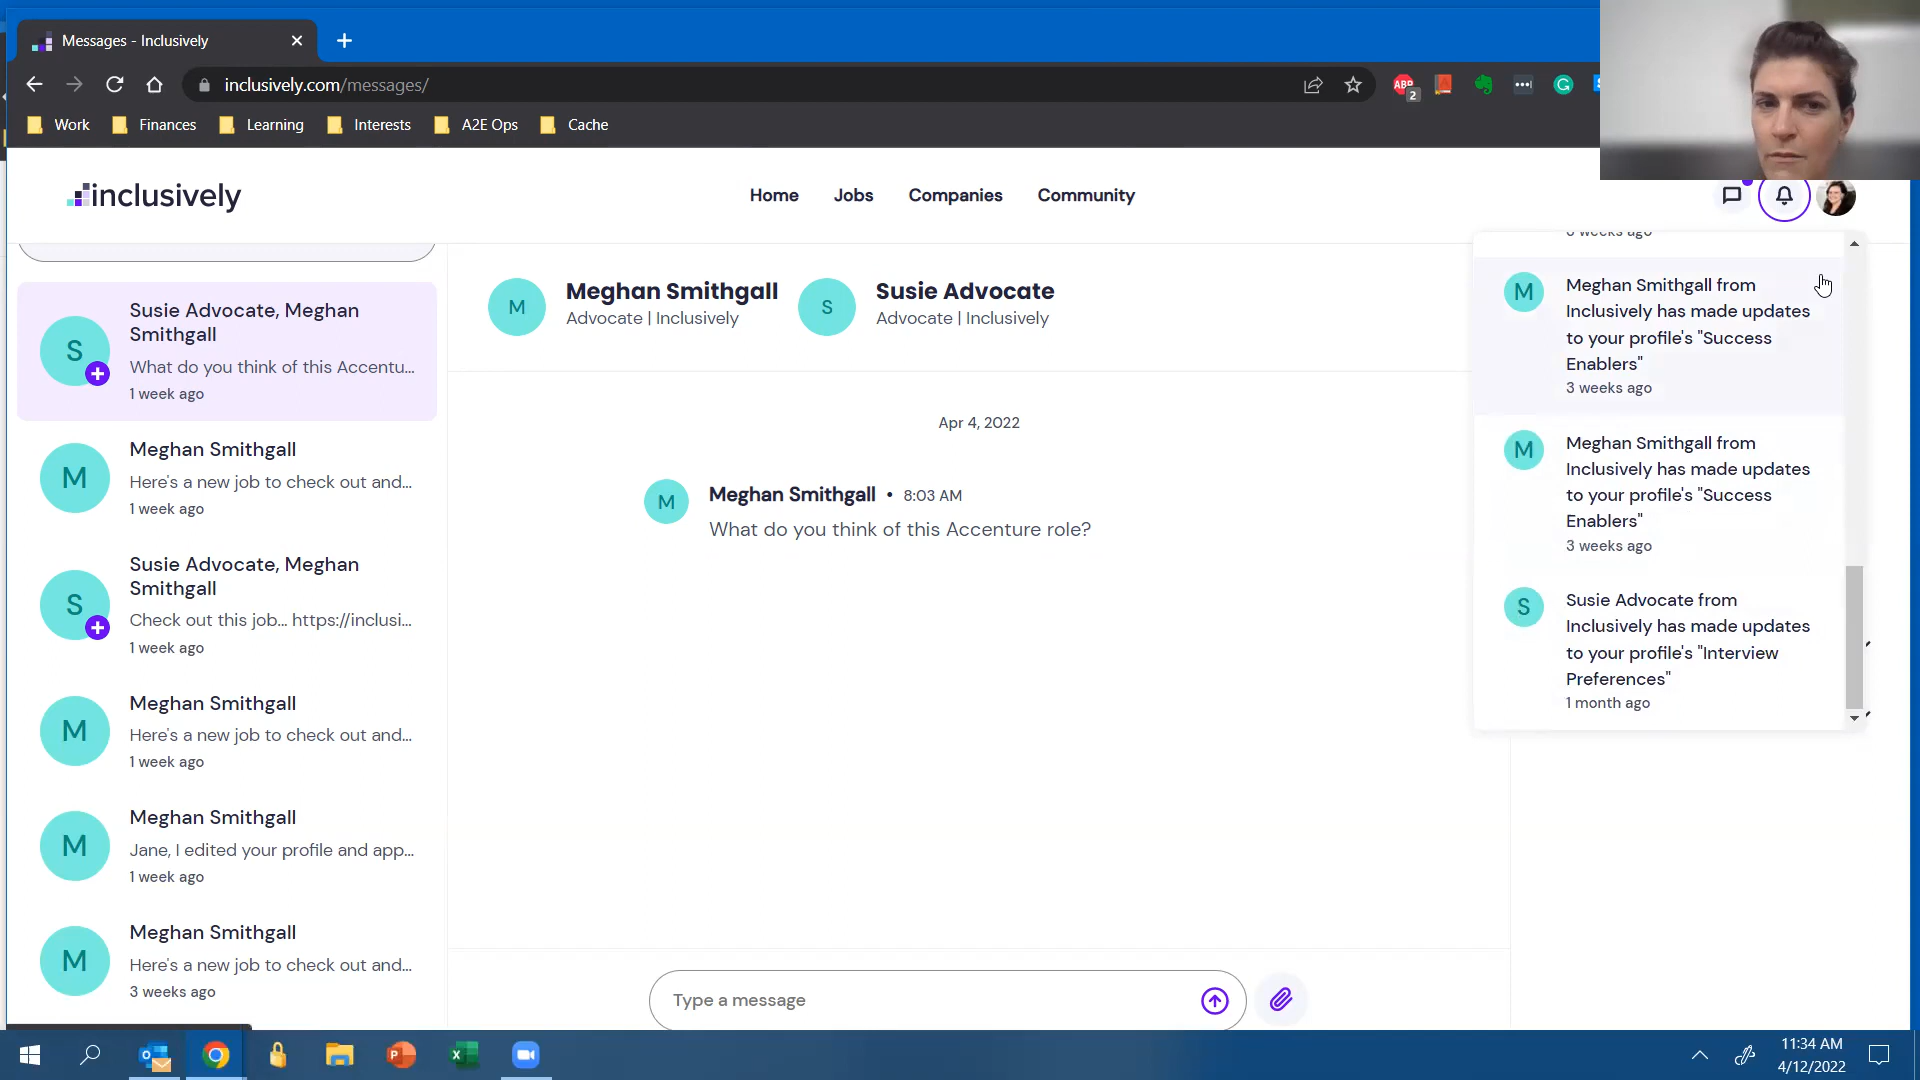 Messages - Inclusively
inclusively.com/messages/
ABP
2
G
Work
Finances
Learning
Interests
A2E Ops
Cache
inclusively
Home
Jobs
Companies
Community
S
Susie Advocate, Meghan
Smithgall
What do you think of this Accentu...
1 week ago
M
Meghan Smithgall
Here's a new job to check out and...
1 week ago
S
Susie Advocate, Meghan
Smithgall
Check out this job... https://inclusi...
1 week ago
M
Meghan Smithgall
Here's a new job to check out and...
1 week ago
M
Meghan Smithgall
Jane, I edited your profile and app...
1 week ago
M
Meghan Smithgall
Here's a new job to check out and...
3 weeks ago
M
Meghan Smithgall
Advocate | Inclusively
S
Susie Advocate
Advocate | Inclusively
Apr 4, 2022
M
Meghan Smithgall • 8:03 AM
What do you think of this Accenture role?
Type a message
3 weeks ago
M
Meghan Smithgall from
Inclusively has made updates
to your profile's "Success
Enablers"
3 weeks ago
M
Meghan Smithgall from
Inclusively has made updates
to your profile's "Success
Enablers"
3 weeks ago
S
Susie Advocate from
Inclusively has made updates
to your profile's "Interview
Preferences"
1 month ago
11:34 AM
4/12/2022